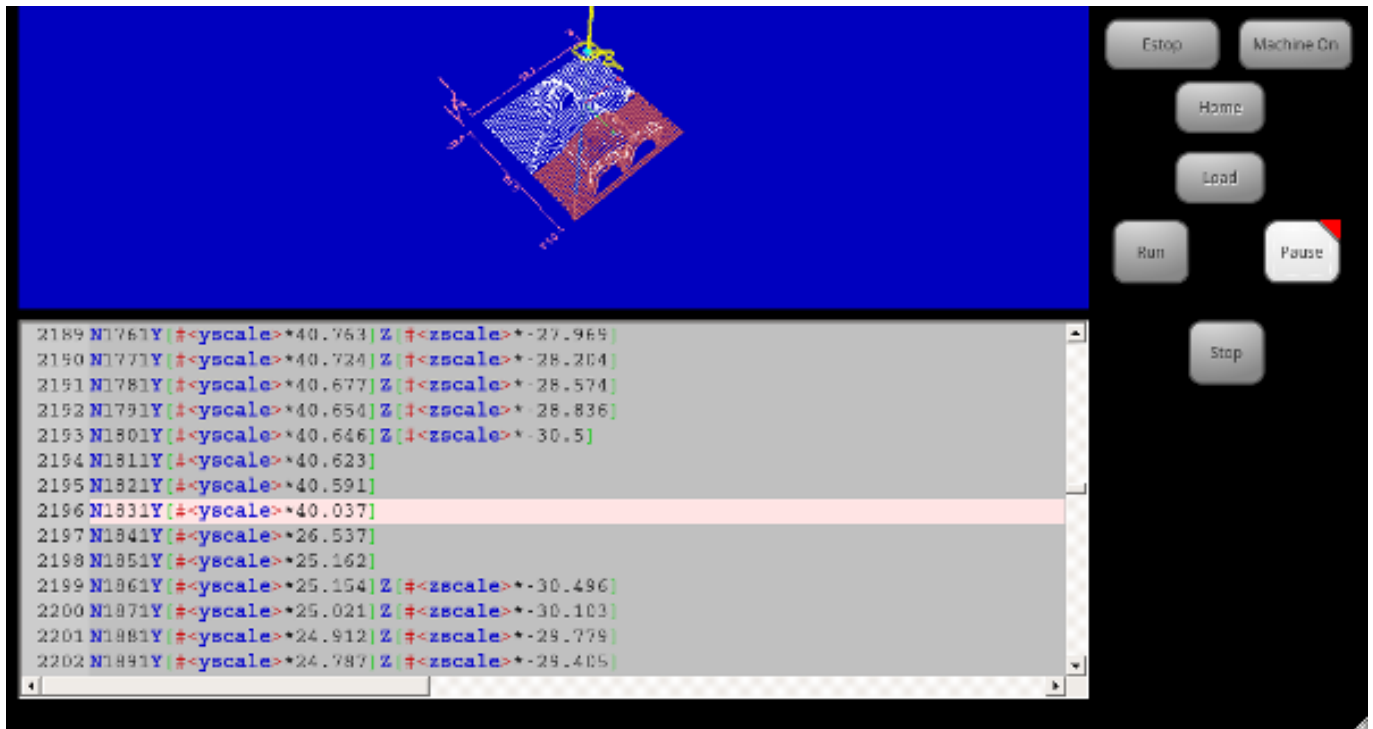 Estop
Machine On
Home
Load
Run
Pause
Stop
2189 N1761Y[#<yscale>*40.763]Z[#<zscale>*-27.969]
2190 N1771Y[#<yscale>*40.724]Z[#<zscale>*-28.204]
2191 N1781Y[#<yscale>*40.677]Z[#<zscale>*-28.574]
2192 N1791Y[#<yscale>*40.654]Z[#<zscale>*-28.836]
2193 N1801Y[#<yscale>*40.646]Z[#<zscale>*-30.5]
2194 N1811Y[#<yscale>*40.623]
2195 N1821Y[#<yscale>*40.591]
2196 N1831Y[#<yscale>*40.037]
2197 N1841Y[#<yscale>*26.537]
2198 N1851Y[#<yscale>*25.162]
2199 N1861Y[#<yscale>*25.154]Z[#<zscale>*-30.496]
2200 N1871Y[#<yscale>*25.021]Z[#<zscale>*-30.103]
2201 N1881Y[#<yscale>*24.912]Z[#<zscale>*-29.779]
2202 N1891Y[#<yscale>*24.787]Z[#<zscale>*-29.405]